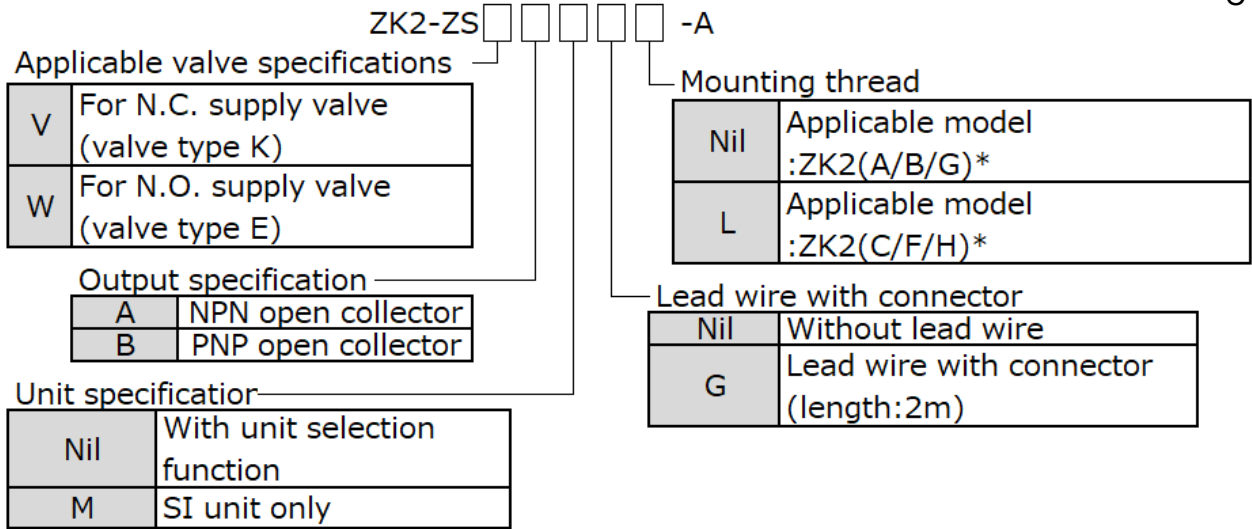 ZK2-ZS -A
Applicable valve specifications
V For N.C. supply valve
(valve type K)
W For N.O. supply valve
(valve type E)
Output specification
A NPN open collector
B PNP open collector
Unit specification
Nil With unit selection
function
M SI unit only
Mounting thread
Nil Applicable model
:ZK2(A/B/G)*
L Applicable model
:ZK2(C/F/H)*
Lead wire with connector
Nil Without lead wire
G Lead wire with connector
(length:2m)